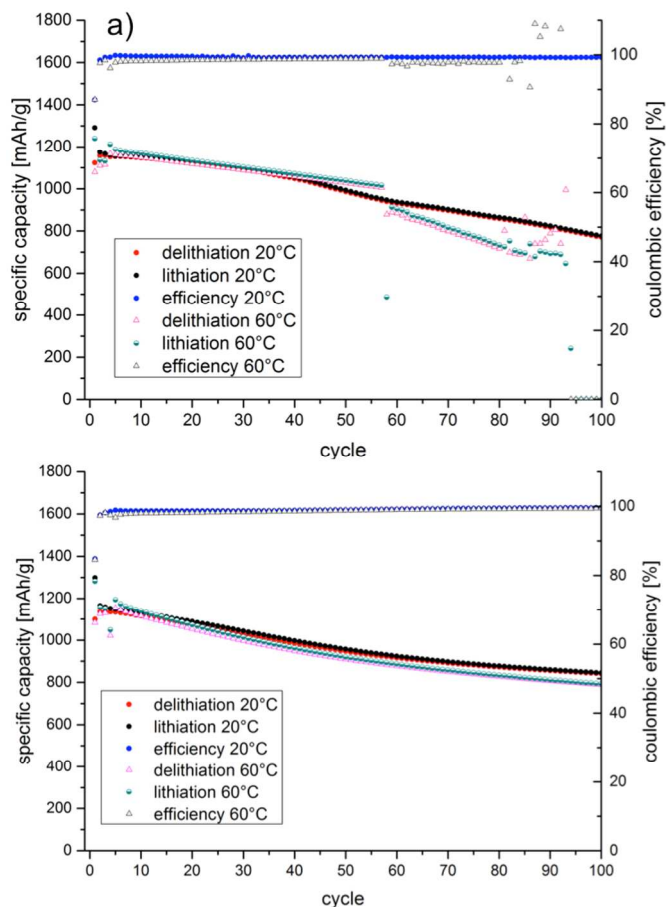 a)
1800
1600
1400
1200
1000
800
600
400
200
0
specific capacity [mAh/g]
100
80
60
40
20
0
coulombic efficiency [%]
delithiation 20°C
lithiation 20°C
efficiency 20°C
delithiation 60°C
lithiation 60°C
efficiency 60°C
0 10 20 30 40 50 60 70 80 90 100
cycle
1800
1600
1400
1200
1000
800
600
400
200
0
specific capacity [mAh/g]
100
80
60
40
20
0
coulombic efficiency [%]
delithiation 20°C
lithiation 20°C
efficiency 20°C
delithiation 60°C
lithiation 60°C
efficiency 60°C
0 10 20 30 40 50 60 70 80 90 100
cycle